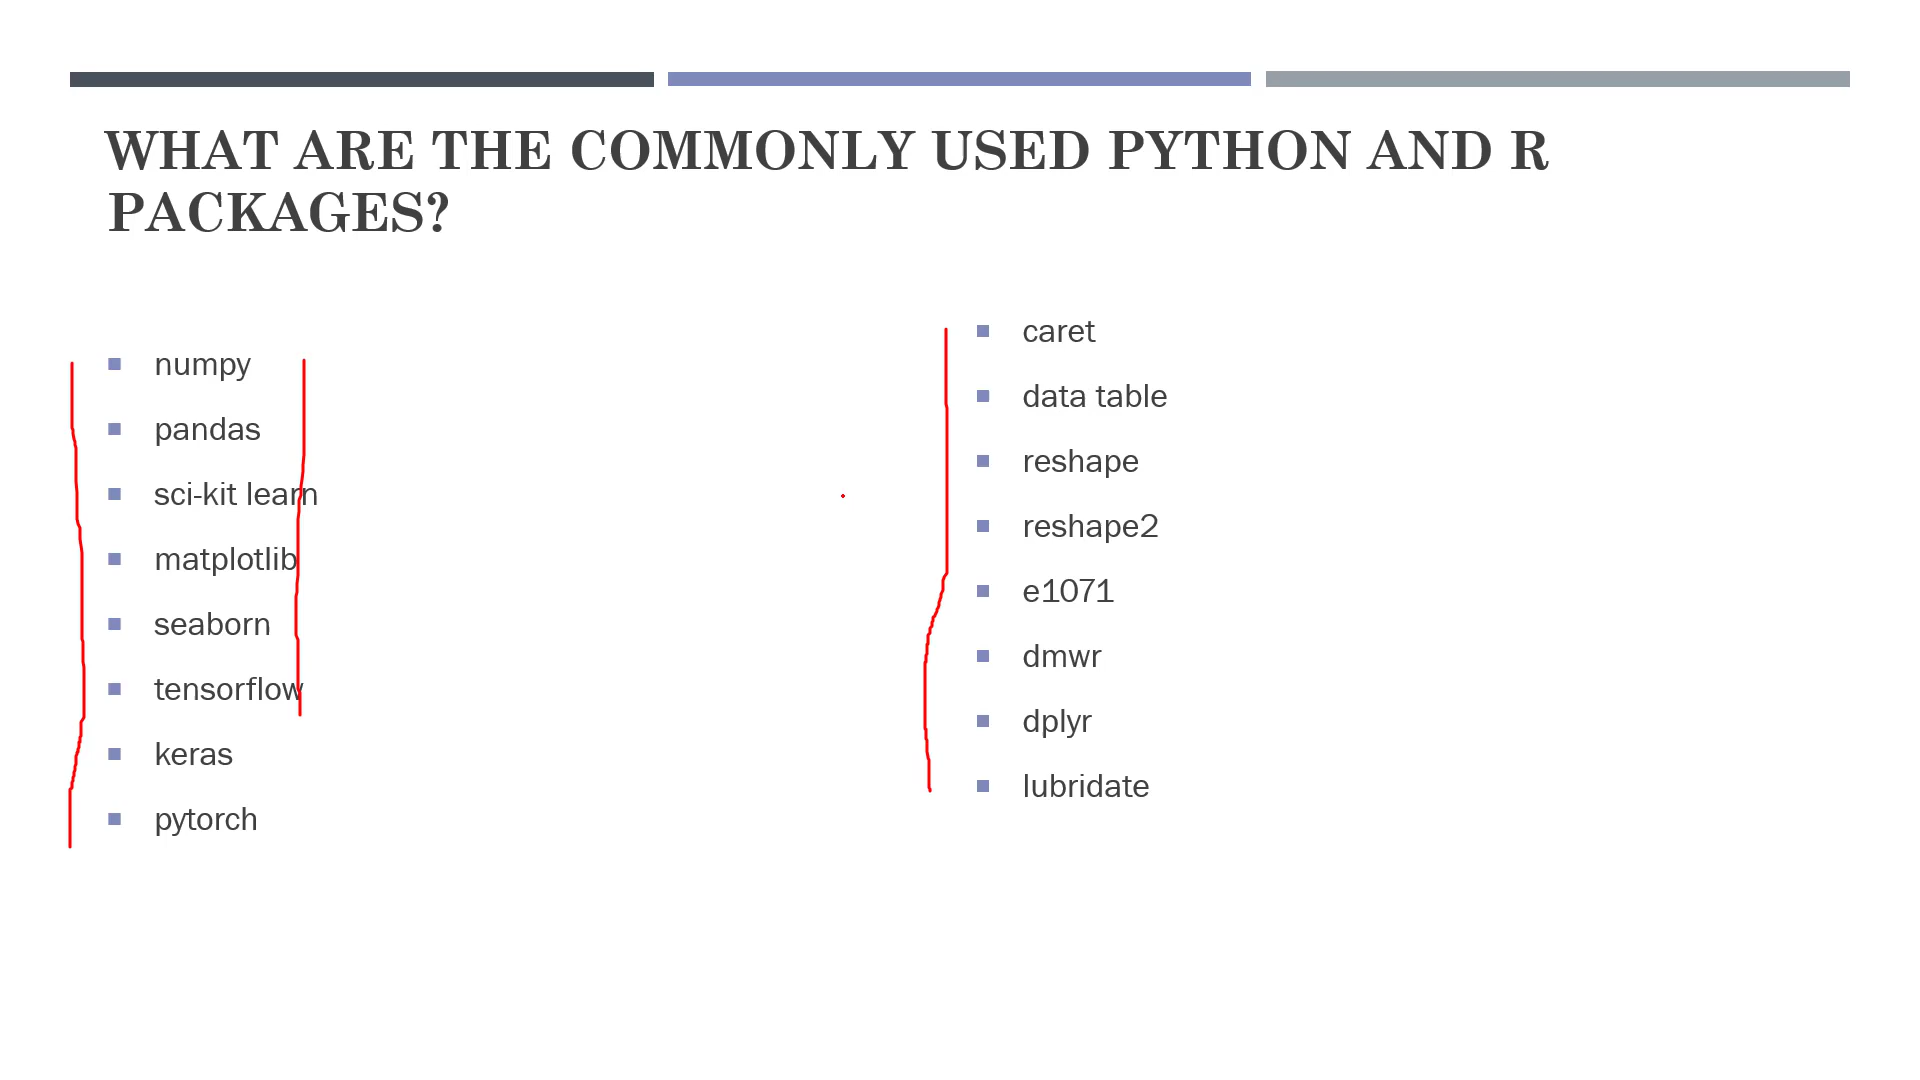 WHAT ARE THE COMMONLY USED PYTHON AND R
PACKAGES?
numpy
pandas
sci-kit learn
matplotlib
seaborn
tensorflow
keras
pytorch
caret
data table
reshape
reshape2
e1071
dmwr
dplyr
lubridate